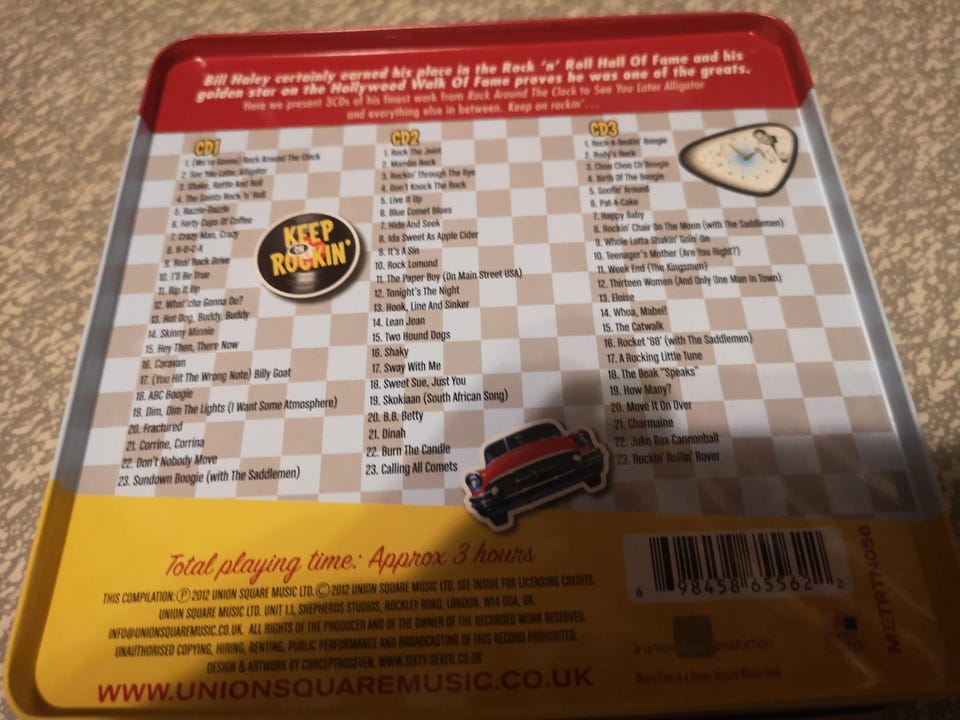 Bill Haley certainly earned his place in the Rock 'n' Roll Hall Of Fame and his
golden star on the Hollywood Walk Of Fame proves he was one of the greats.
Here we present 3CDs of his finest work from Rock Around The Clock to See You Later Alligator
and everything else in between. Keep on rockin'...
CD1
1. (We're Gonna) Rock Around The Clock
2. See You Later, Alligator
3. Shake, Rattle And Roll
4. The Saints Rock 'n' Roll
5. Razzle-Dazzle
6. Forty Cups Of Coffee
7. Crazy Man, Crazy
8. R-O-C-K
9. Real Rock Drive
10. I'll Be True
11. Rip It Up
12. What'cha Gonna Do?
13. Hot Dog, Buddy, Buddy
14. Skinny Minnie
15. Hey Then, There Now
16. Caravan
17. (You Hit The Wrong Note) Billy Goat
18. ABC Boogie
19. Dim, Dim The Lights (I Want Some Atmosphere)
20. Fractured
21. Corrine, Corrina
22. Don't Nobody Move
23. Sundown Boogie (with The Saddlemen)
KEEP
ON
ROCKIN'
CD2
1. Rock The Joint
2. Mambo Rock
3. Rockin' Through The Rye
4. Don't Knock The Rock
5. Live It Up
6. Blue Comet Blues
7. Hide And Seek
8. Ida Sweet As Apple Cider
9. It's A Sin
10. Rock Lomond
11. The Paper Boy (On Main Street USA)
12. Tonight's The Night
13. Hook, Line And Sinker
14. Lean Jean
15. Two Hound Dogs
16. Shaky
17. Sway With Me
18. Sweet Sue, Just You
19. Skokiaan (South African Song)
20. B.B. Betty
21. Dinah
22. Burn The Candle
23. Calling All Comets
CD3
1. Rock-A-Beatin' Boogie
2. Rudy's Rock
3. Choo Choo Ch'Boogie
4. Birth Of The Boogie
5. Goofin' Around
6. Pat-A-Cake
7. Happy Baby
8. Rockin' Chair On The Moon (with The Saddlemen)
9. Whole Lotta Shakin' Goin' On
10. Teenager's Mother (Are You Right?)
11. Week End (The Kingsmen)
12. Thirteen Women (And Only One Man In Town)
13. Eloise
14. Whoa, Mabel!
15. The Catwalk
16. Rocket '88' (with The Saddlemen)
17. A Rocking Little Tune
18. The Beak "Speaks"
19. How Many?
20. Move It On Over
21. Charmaine
22. Juke Box Cannonball
23. Rockin' Rollin' Rover
Total playing time: Approx 3 hours
THIS COMPILATION: Ⓟ 2012 UNION SQUARE MUSIC LTD. © 2012 UNION SQUARE MUSIC LTD. SEE INSIDE FOR LICENSING CREDITS.
UNION SQUARE MUSIC LTD. UNIT 1.1, SHEPHERDS STUDIOS, ROCKLEY ROAD, LONDON, W14 0DA, UK.
INFO@UNIONSQUAREMUSIC.CO.UK. ALL RIGHTS OF THE PRODUCER AND OF THE OWNER OF THE RECORDED WORK RESERVED.
UNAUTHORISED COPYING, HIRING, RENTING, PUBLIC PERFORMANCE AND BROADCASTING OF THIS RECORD PROHIBITED.
DESIGN & ARTWORK BY CONCEPTROSEVEN. WWW.SIXTY-SEVEN.CO.UK
WWW.UNIONSQUAREMUSIC.CO.UK
6 98458 65562 2
METRTN056
a union production